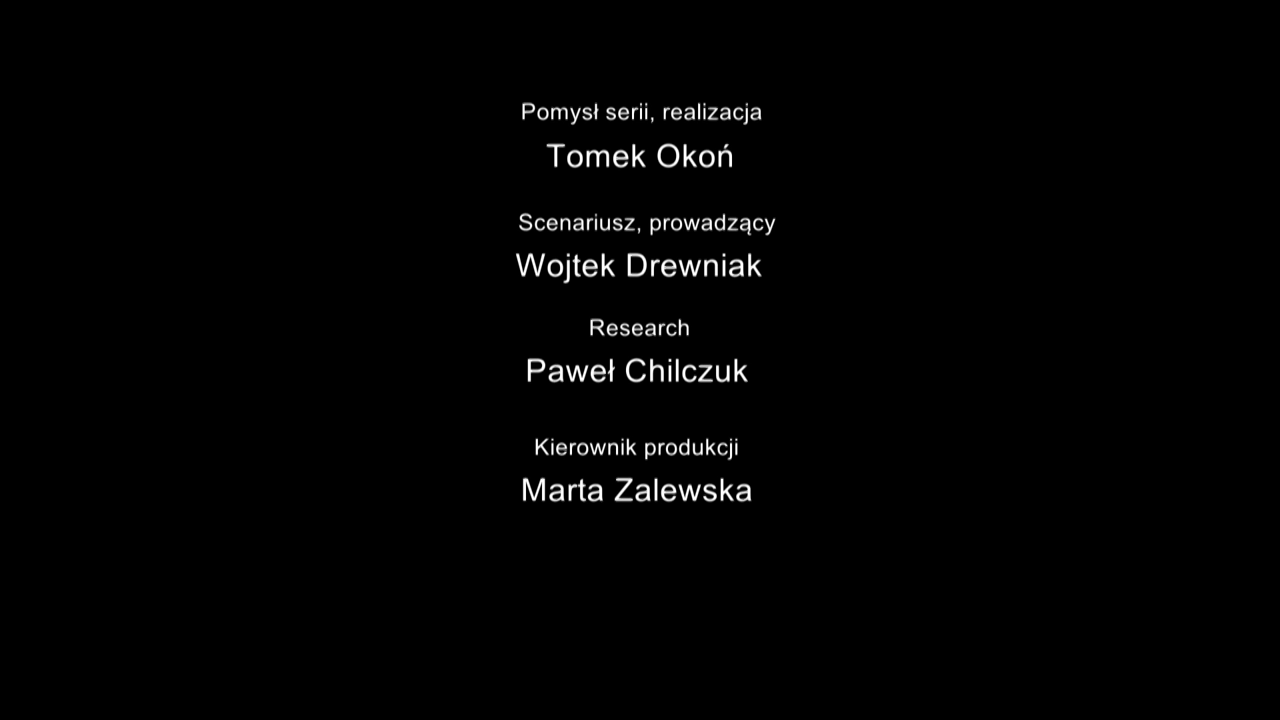 Pomysł serii, realizacja
Tomek Okoń
Scenariusz, prowadzący
Wojtek Drewniak
Research
Paweł Chilczuk
Kierownik produkcji
Marta Zalewska